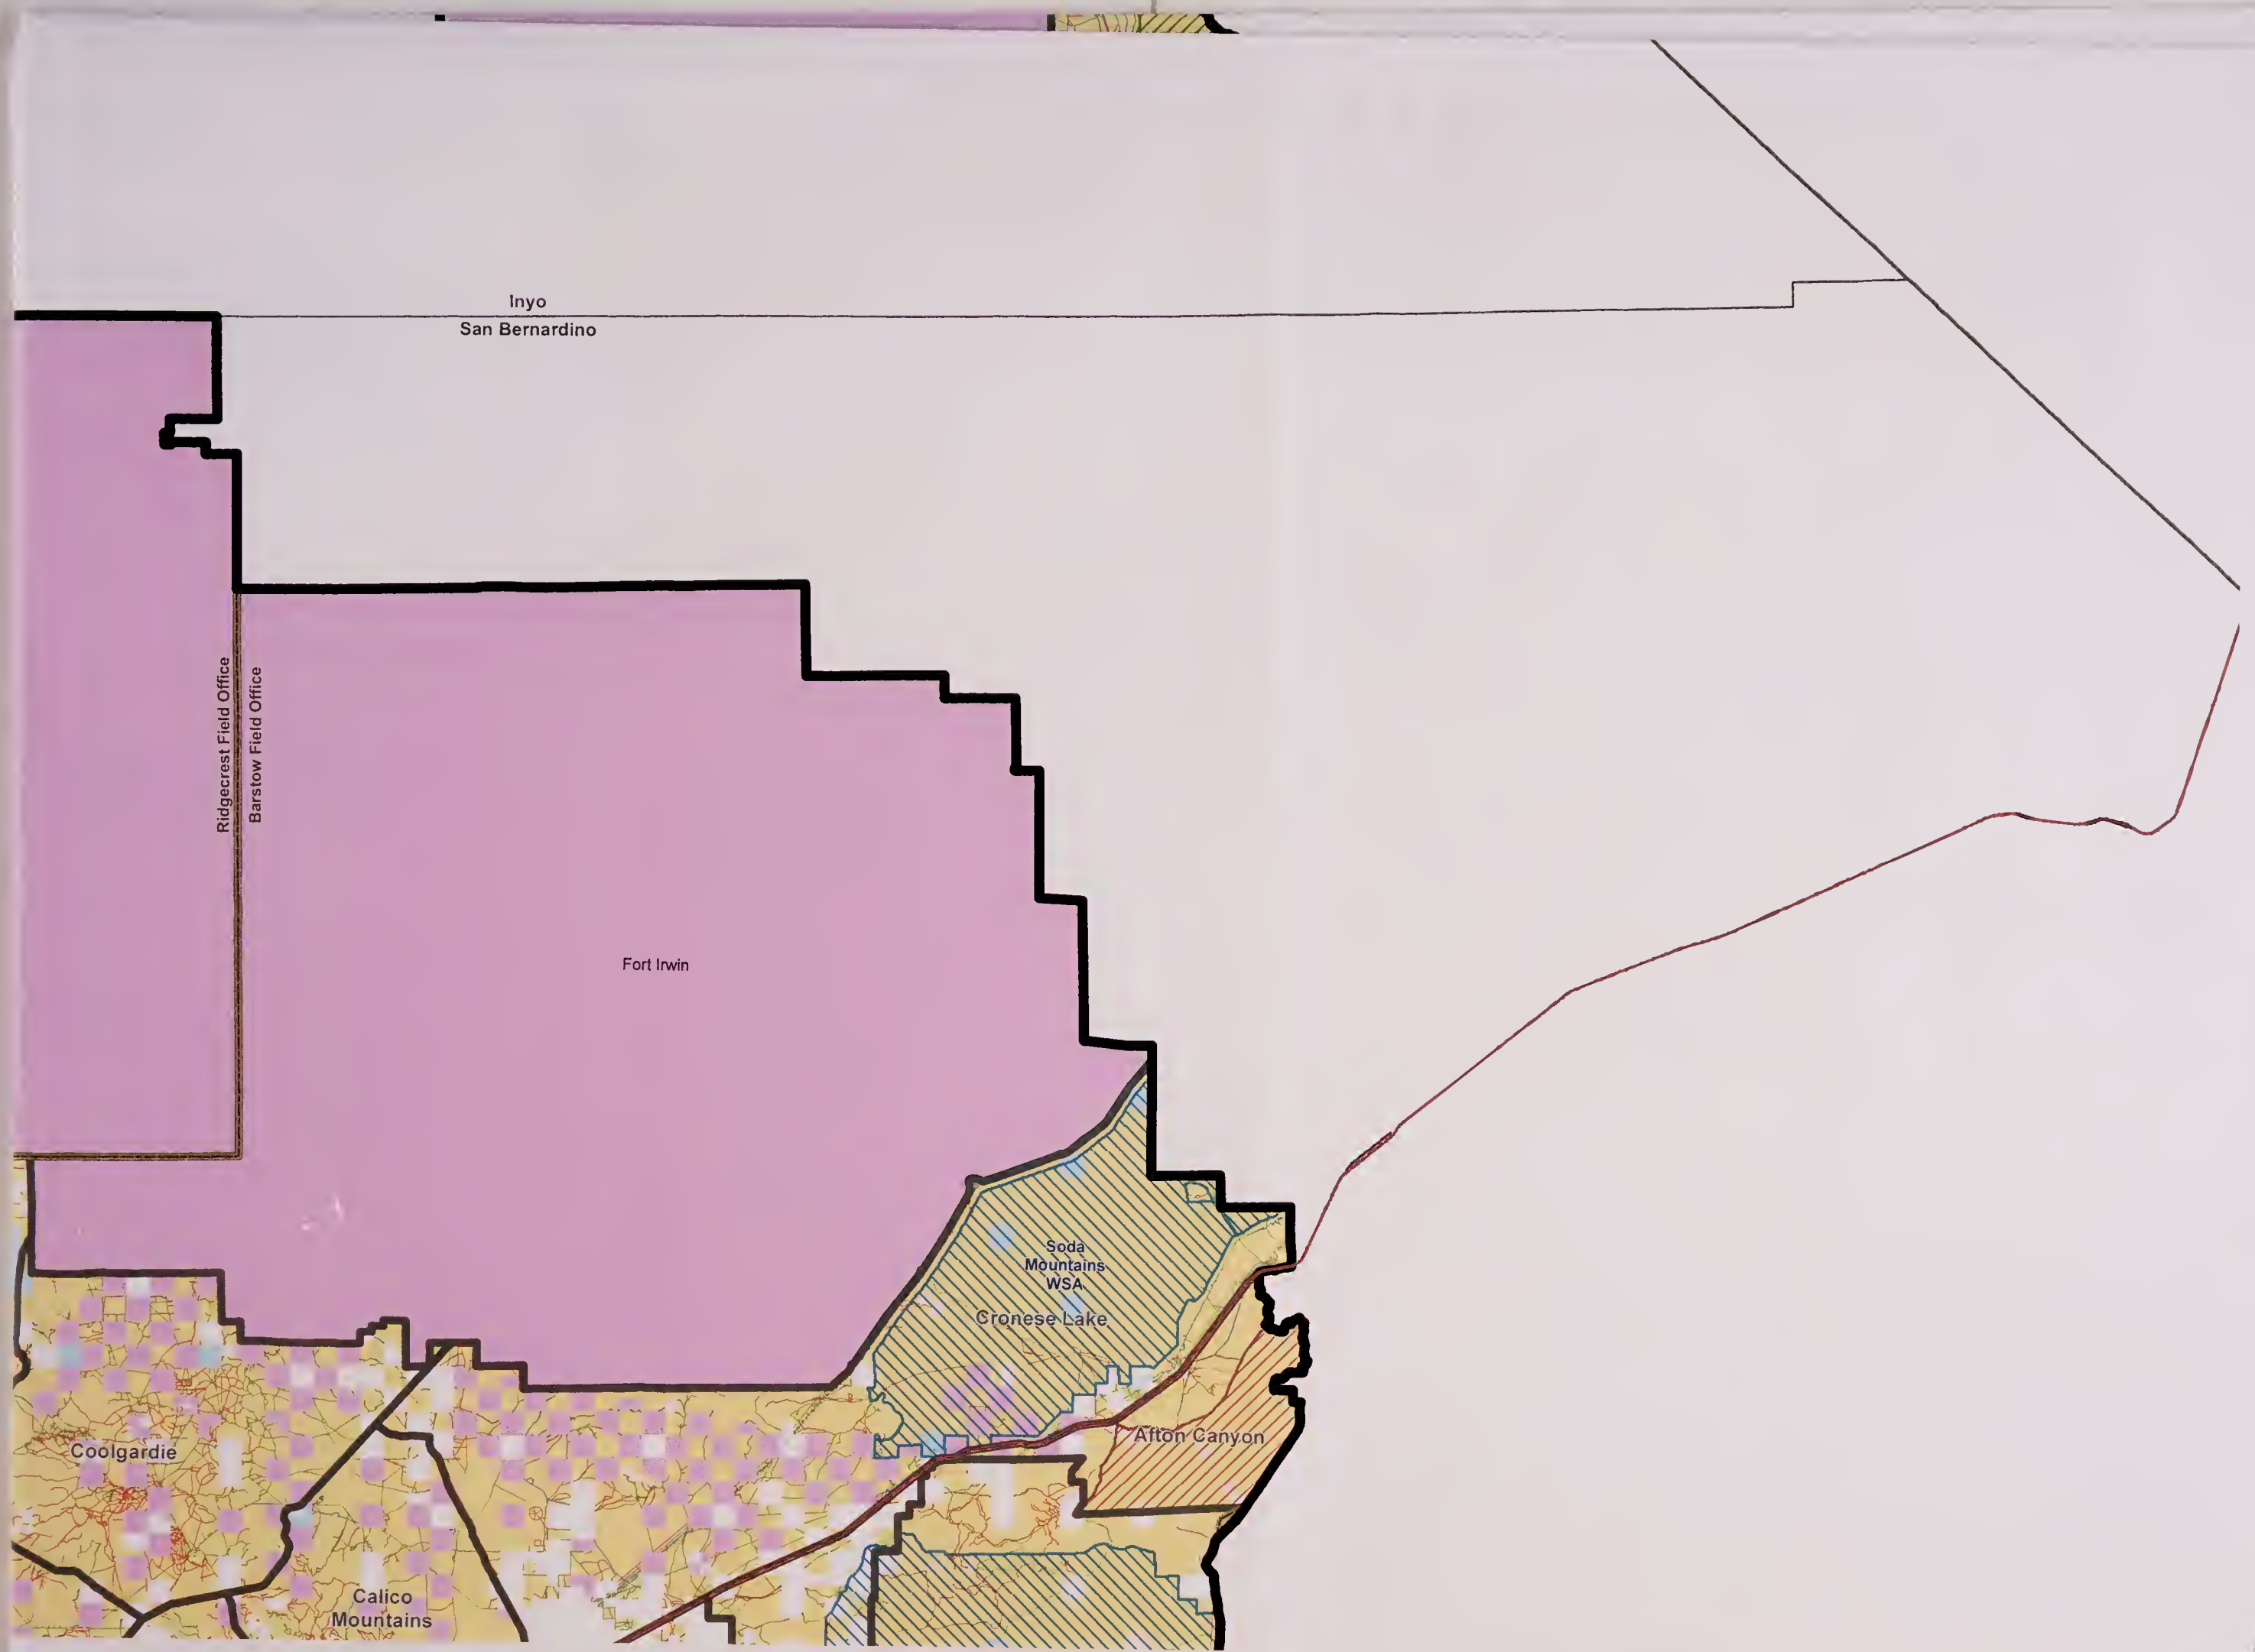 Inyo
San Bernardino
Ridgecrest Field Office
Barstow Field Office
Fort Irwin
Soda
Mountains
WSA
Cronese Lake
Afton Canyon
Coolgardie
Calico
Mountains